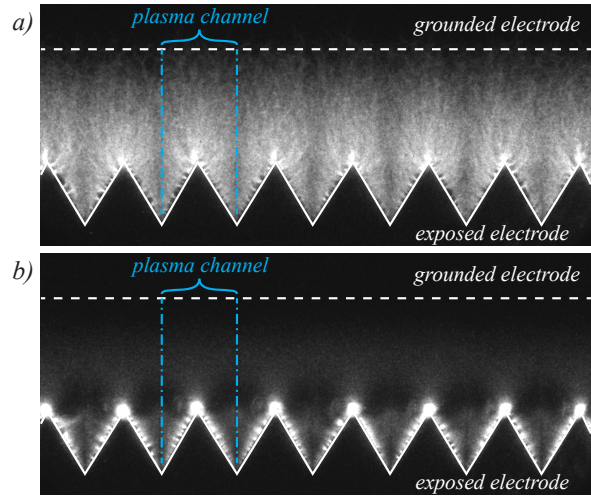 a)
plasma channel
grounded electrode
exposed electrode
b)
plasma channel
grounded electrode
exposed electrode